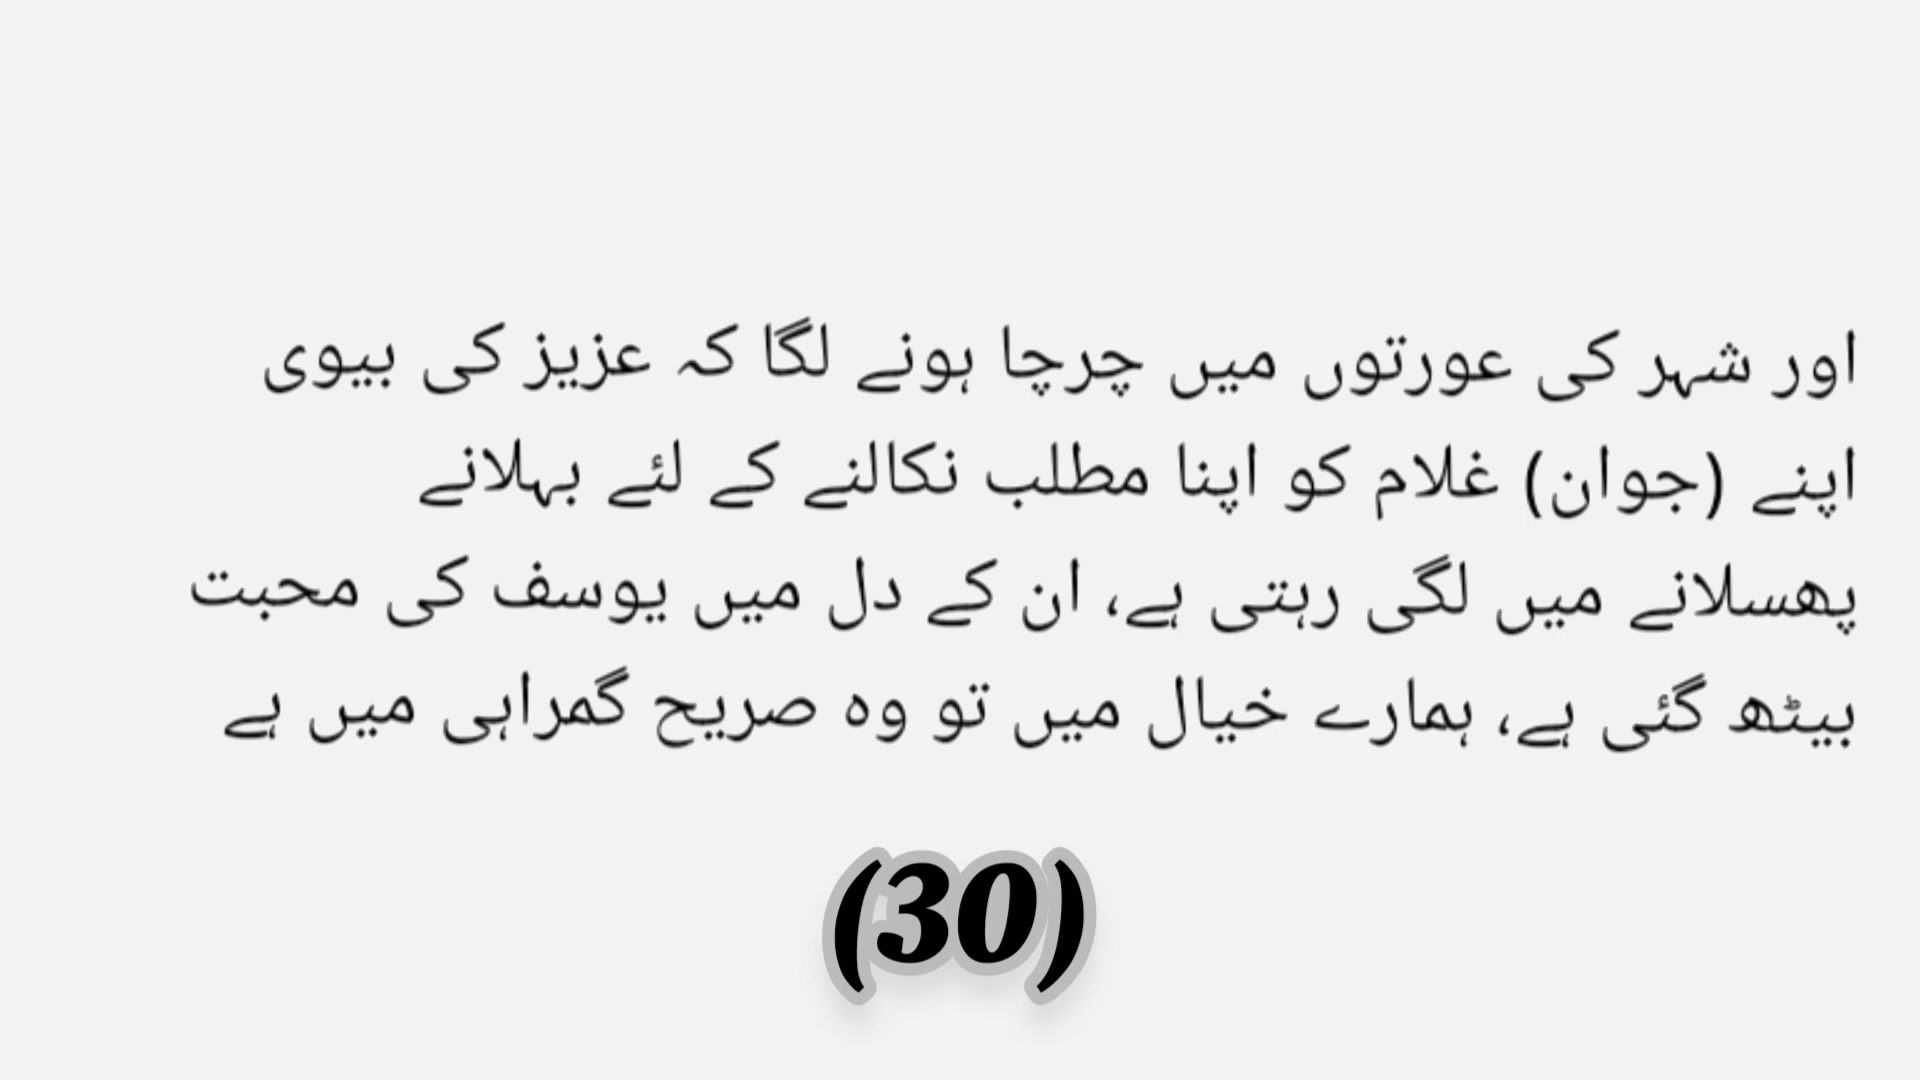 اور شہر کی عورتوں میں چرچا ہونے لگا کہ عزیز کی بیوی
اپنے (جوان) غلام کو اپنا مطلب نکالنے کے لئے بہلانے
پھسلانے میں لگی رہتی ہے، ان کے دل میں یوسف کی محبت
بیٹھ گئی ہے، ہمارے خیال میں تو وہ صریح گمراہی میں ہے
(30)